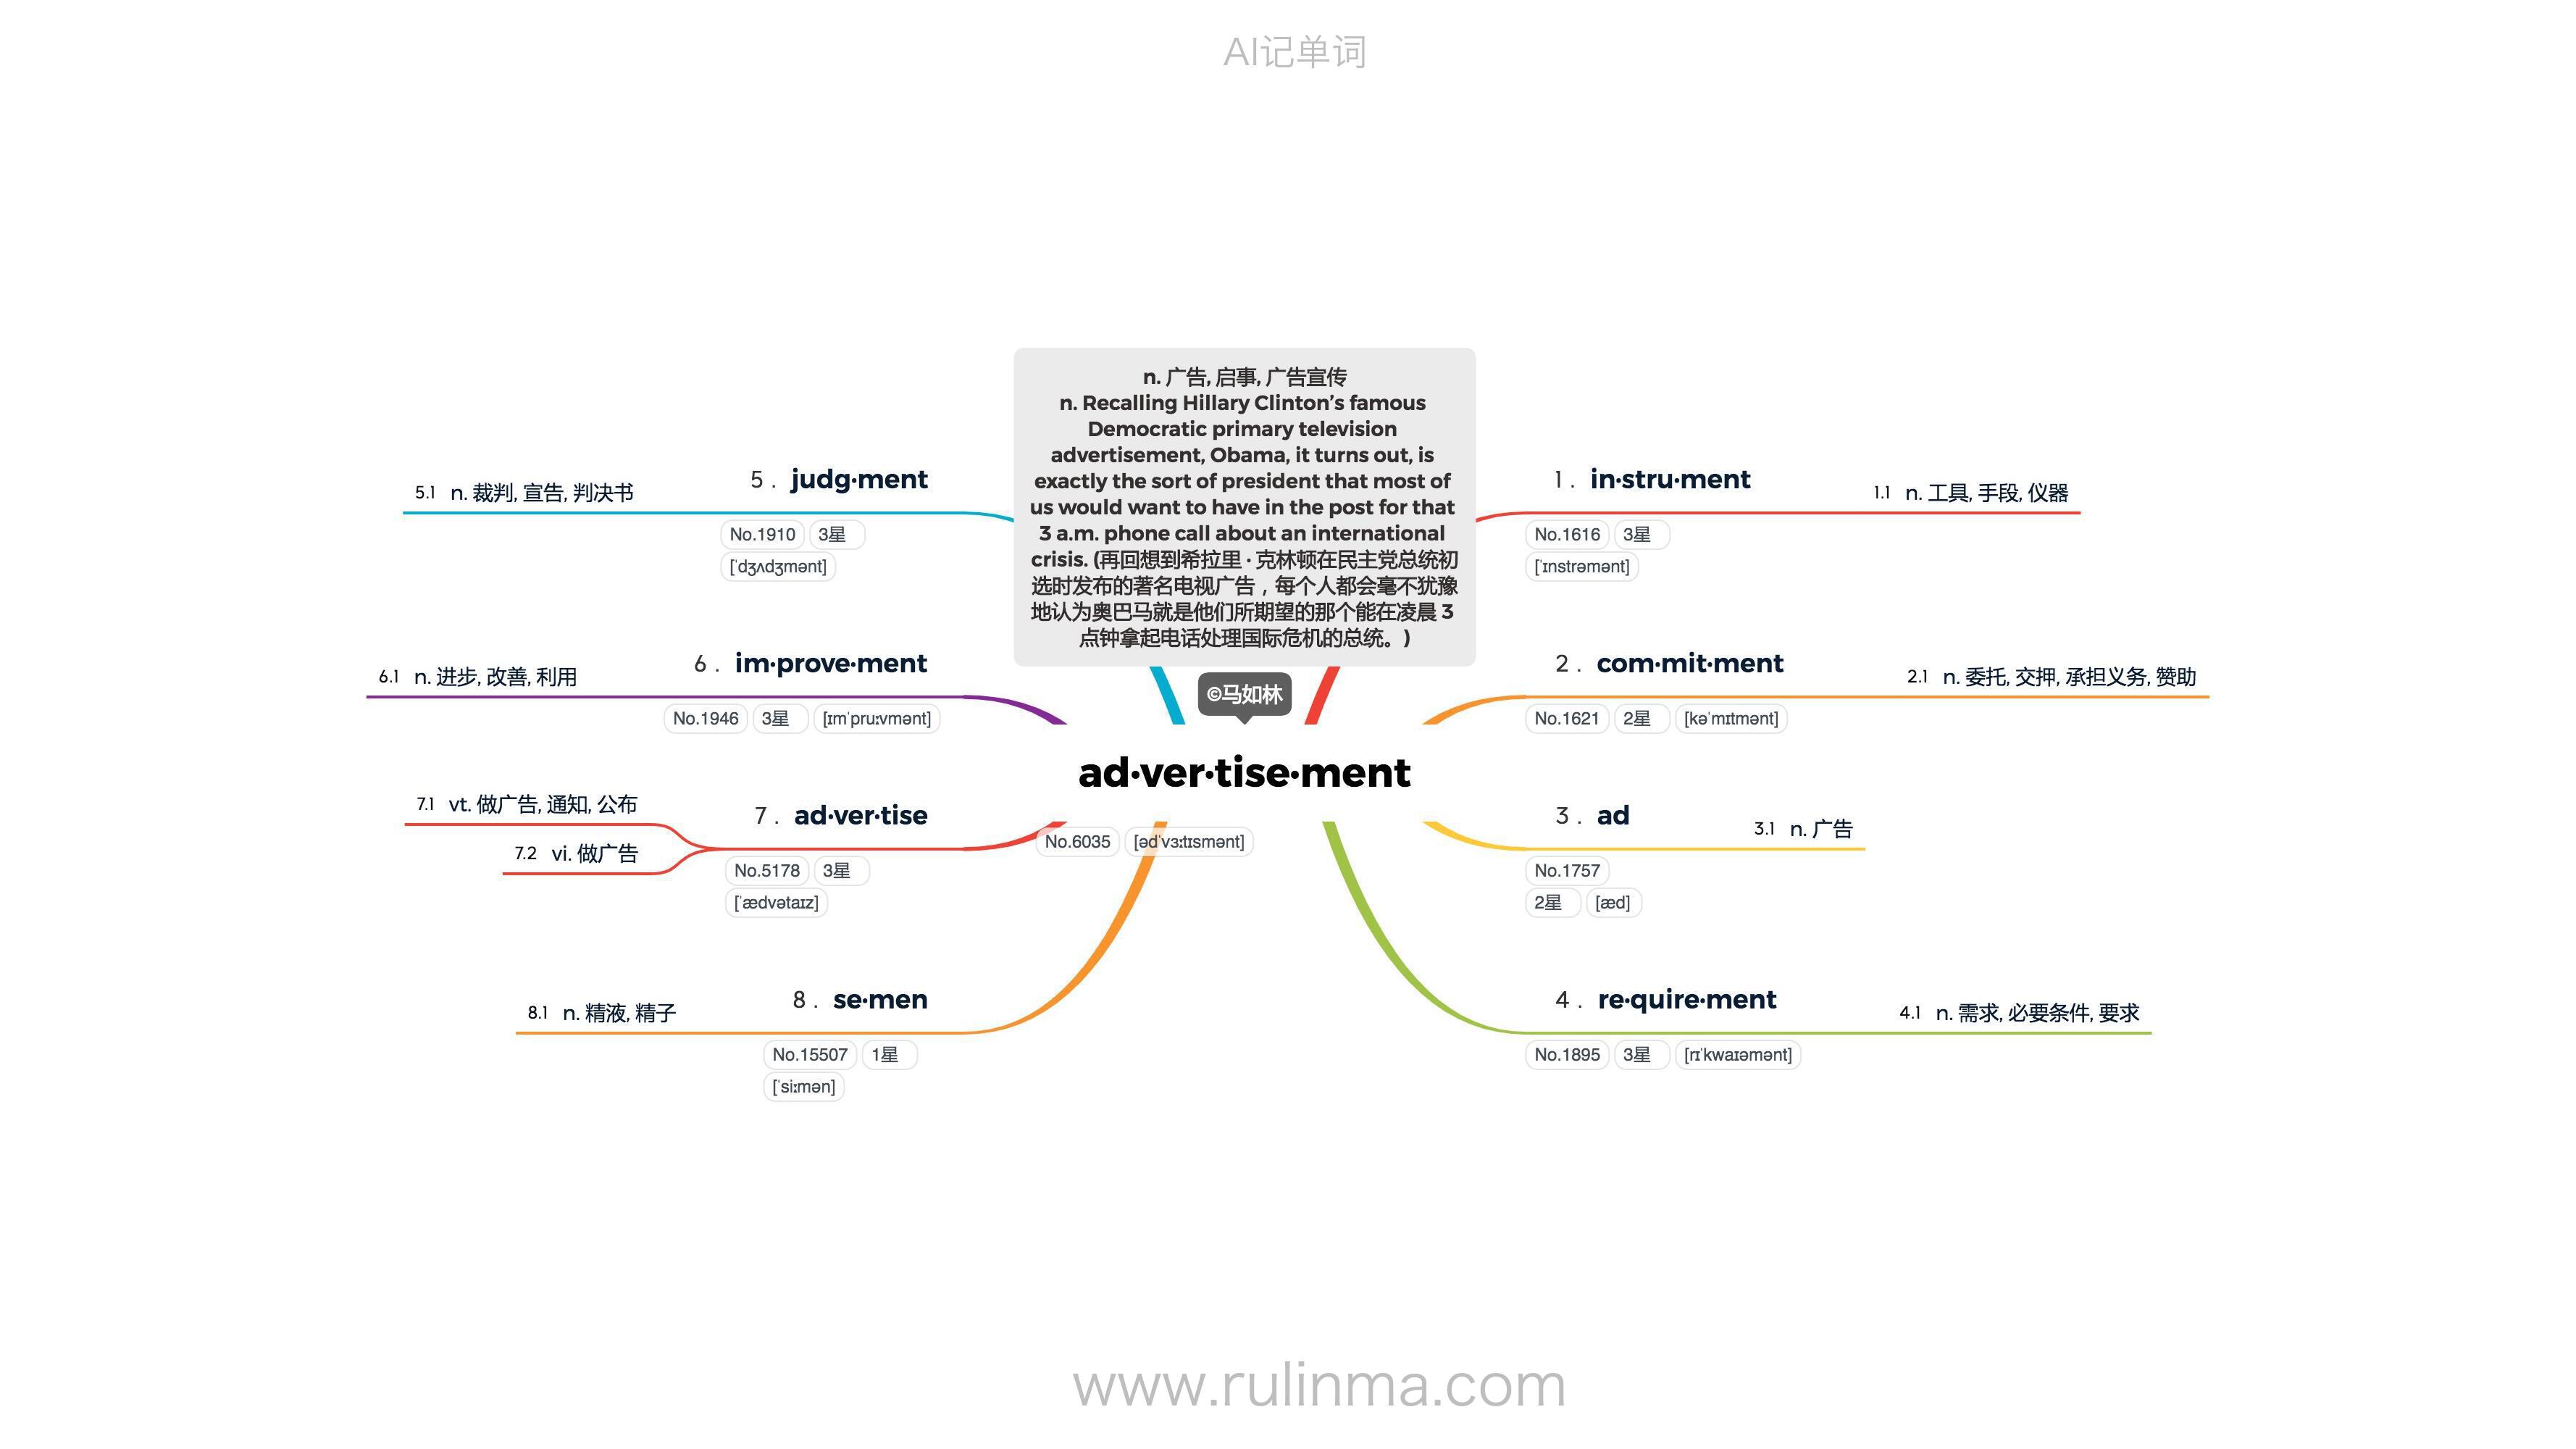 AI记单词
n. 广告, 启事, 广告宣传
n. Recalling Hillary Clinton’s famous
Democratic primary television
advertisement, Obama, it turns out, is
exactly the sort of president that most of
us would want to have in the post for that
3 a.m. phone call about an international
crisis. (再回想到希拉里 · 克林顿在民主党总统初
选时发布的著名电视广告，每个人都会毫不犹豫
地认为奥巴马就是他们所期望的那个能在凌晨 3
点钟拿起电话处理国际危机的总统。)
©马如林
ad·ver·tise·ment
No.6035 [ədˈvɜːtɪsmənt]
1 . in·stru·ment
1.1 n. 工具, 手段, 仪器
No.1616 3星
[ˈɪnstrəmənt]
2 . com·mit·ment
2.1 n. 委托, 交押, 承担义务, 赞助
No.1621 2星 [kəˈmɪtmənt]
3 . ad
3.1 n. 广告
No.1757
2星 [æd]
4 . re·quire·ment
4.1 n. 需求, 必要条件, 要求
No.1895 3星 [rɪˈkwaɪəmənt]
5 . judg·ment
5.1 n. 裁判, 宣告, 判决书
No.1910 3星
[ˈdʒʌdʒmənt]
6 . im·prove·ment
6.1 n. 进步, 改善, 利用
No.1946 3星 [ɪmˈpruːvmənt]
7 . ad·ver·tise
7.1 vt. 做广告, 通知, 公布
7.2 vi. 做广告
No.5178 3星
[ˈædvətaɪz]
8 . se·men
8.1 n. 精液, 精子
No.15507 1星
[ˈsiːmən]
www.rulinma.com